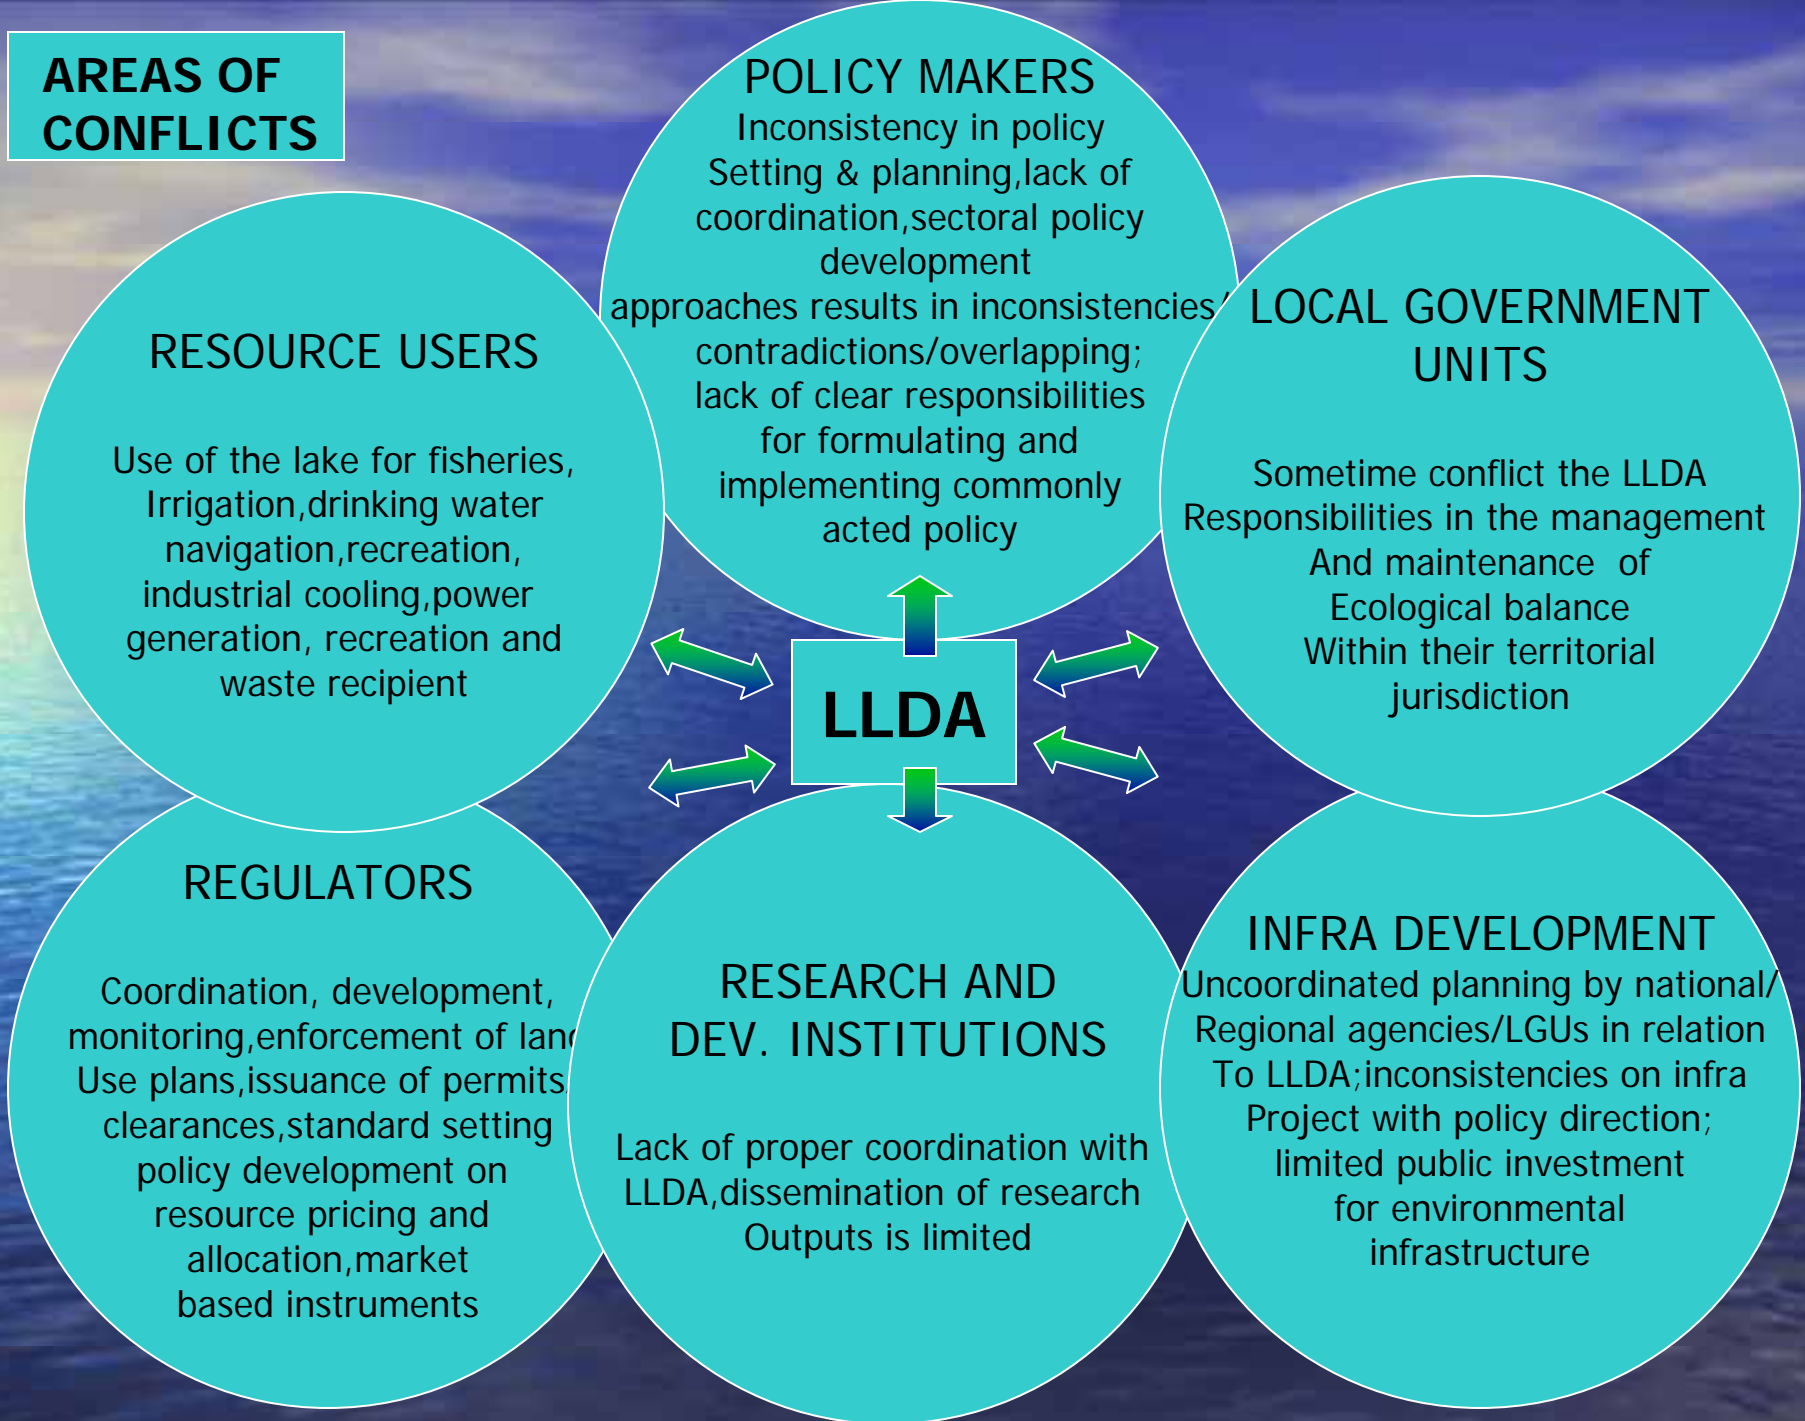 AREAS OF
CONFLICTS
POLICY MAKERS
Inconsistency in policy
Setting & planning,lack of
coordination,sectoral policy
development
approaches results in inconsistencies/
contradictions/overlapping;
lack of clear responsibilities
for formulating and
implementing commonly
acted policy
RESOURCE USERS
Use of the lake for fisheries,
Irrigation,drinking water
navigation,recreation,
industrial cooling,power
generation, recreation and
waste recipient
LOCAL GOVERNMENT
UNITS
Sometime conflict the LLDA
Responsibilities in the management
And maintenance of
Ecological balance
Within their territorial
jurisdiction
LLDA
REGULATORS
Coordination, development,
monitoring,enforcement of land
Use plans,issuance of permits
clearances,standard setting
policy development on
resource pricing and
allocation,market
based instruments
RESEARCH AND
DEV. INSTITUTIONS
Lack of proper coordination with
LLDA,dissemination of research
Outputs is limited
INFRA DEVELOPMENT
Uncoordinated planning by national/
Regional agencies/LGUs in relation
To LLDA;inconsistencies on infra
Project with policy direction;
limited public investment
for environmental
infrastructure